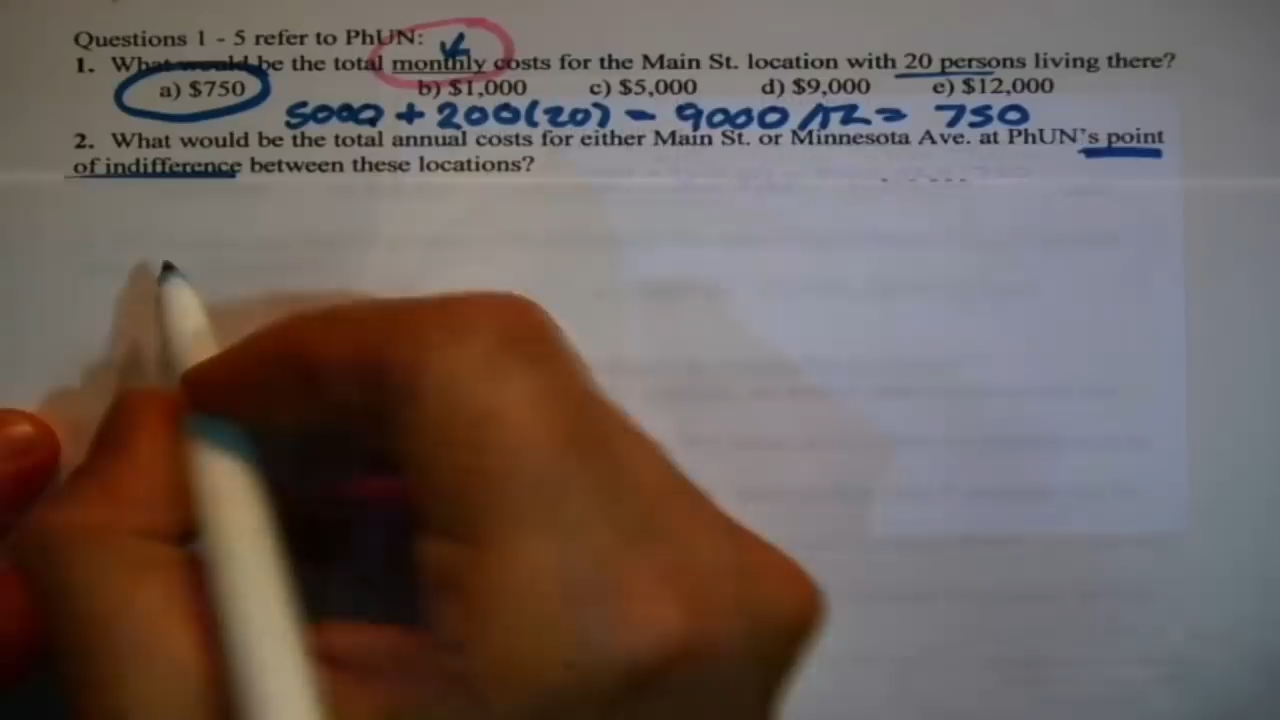 Questions 1 - 5 refer to PhUN:
1. What would be the total monthly costs for the Main St. location with 20 persons living there?
a) $750 b) $1,000 c) $5,000 d) $9,000 e) $12,000
5000 + 200(20) = 9000 /12 = 750
2. What would be the total annual costs for either Main St. or Minnesota Ave. at PhUN's point
of indifference between these locations?